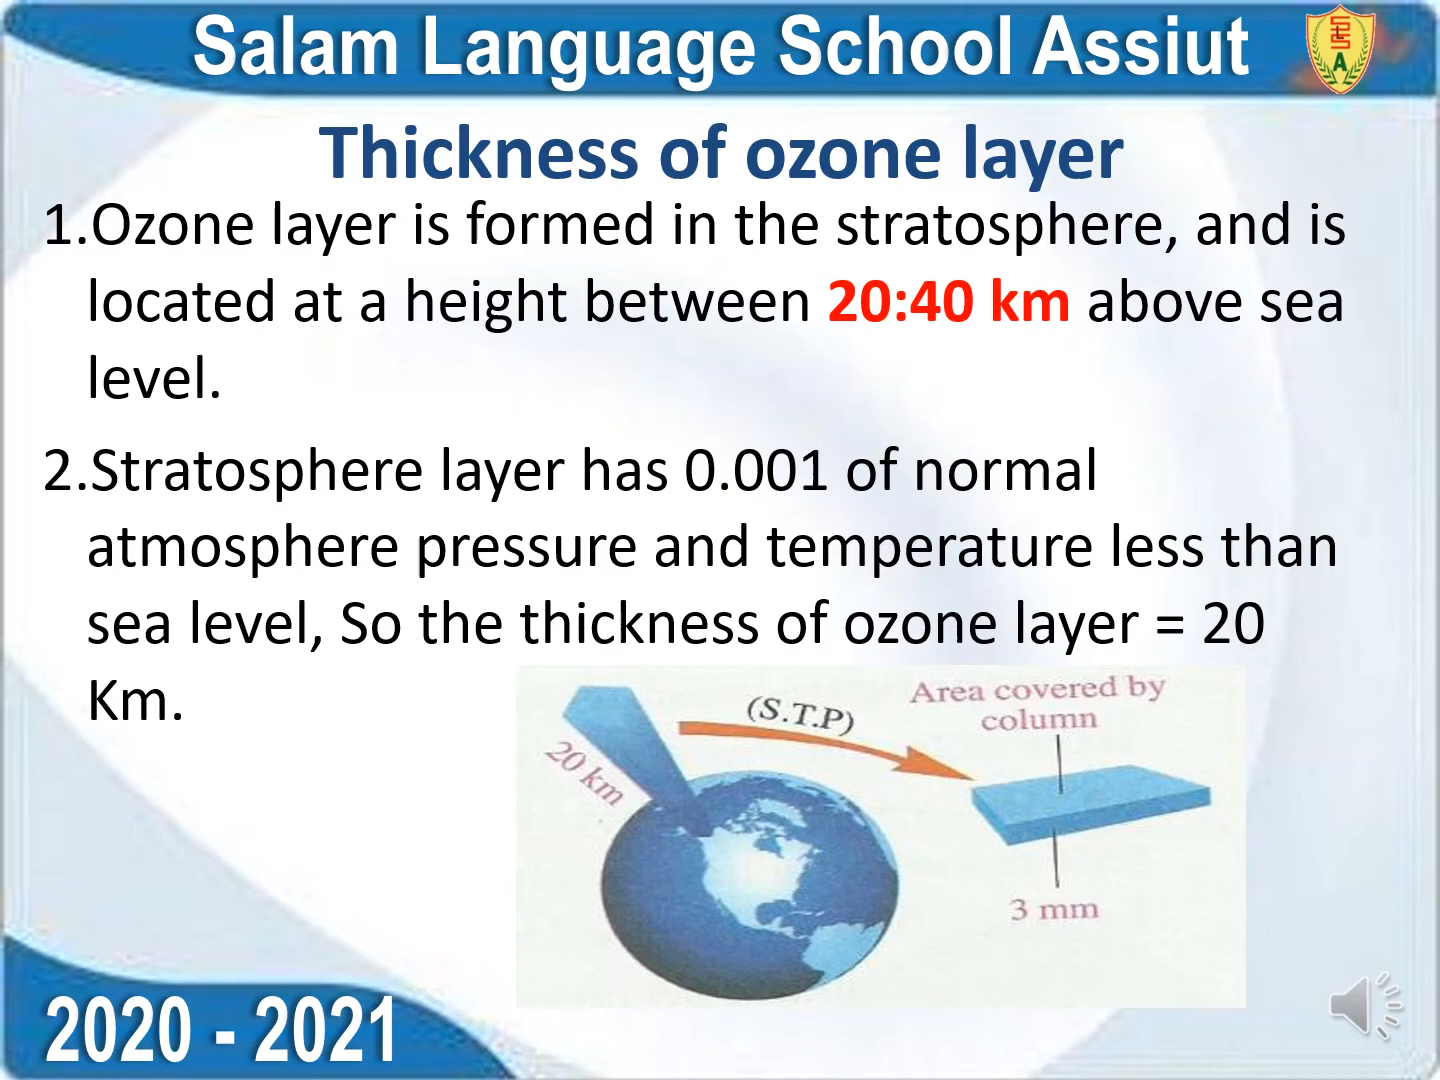 Salam Language School Assiut
S
L
S
A
Thickness of ozone layer
1.Ozone layer is formed in the stratosphere, and is
located at a height between 20:40 km above sea
level.
2.Stratosphere layer has 0.001 of normal
atmosphere pressure and temperature less than
sea level, So the thickness of ozone layer = 20
Km.
(S.T.P)
Area covered by
column
20 km
3 mm
2020 - 2021